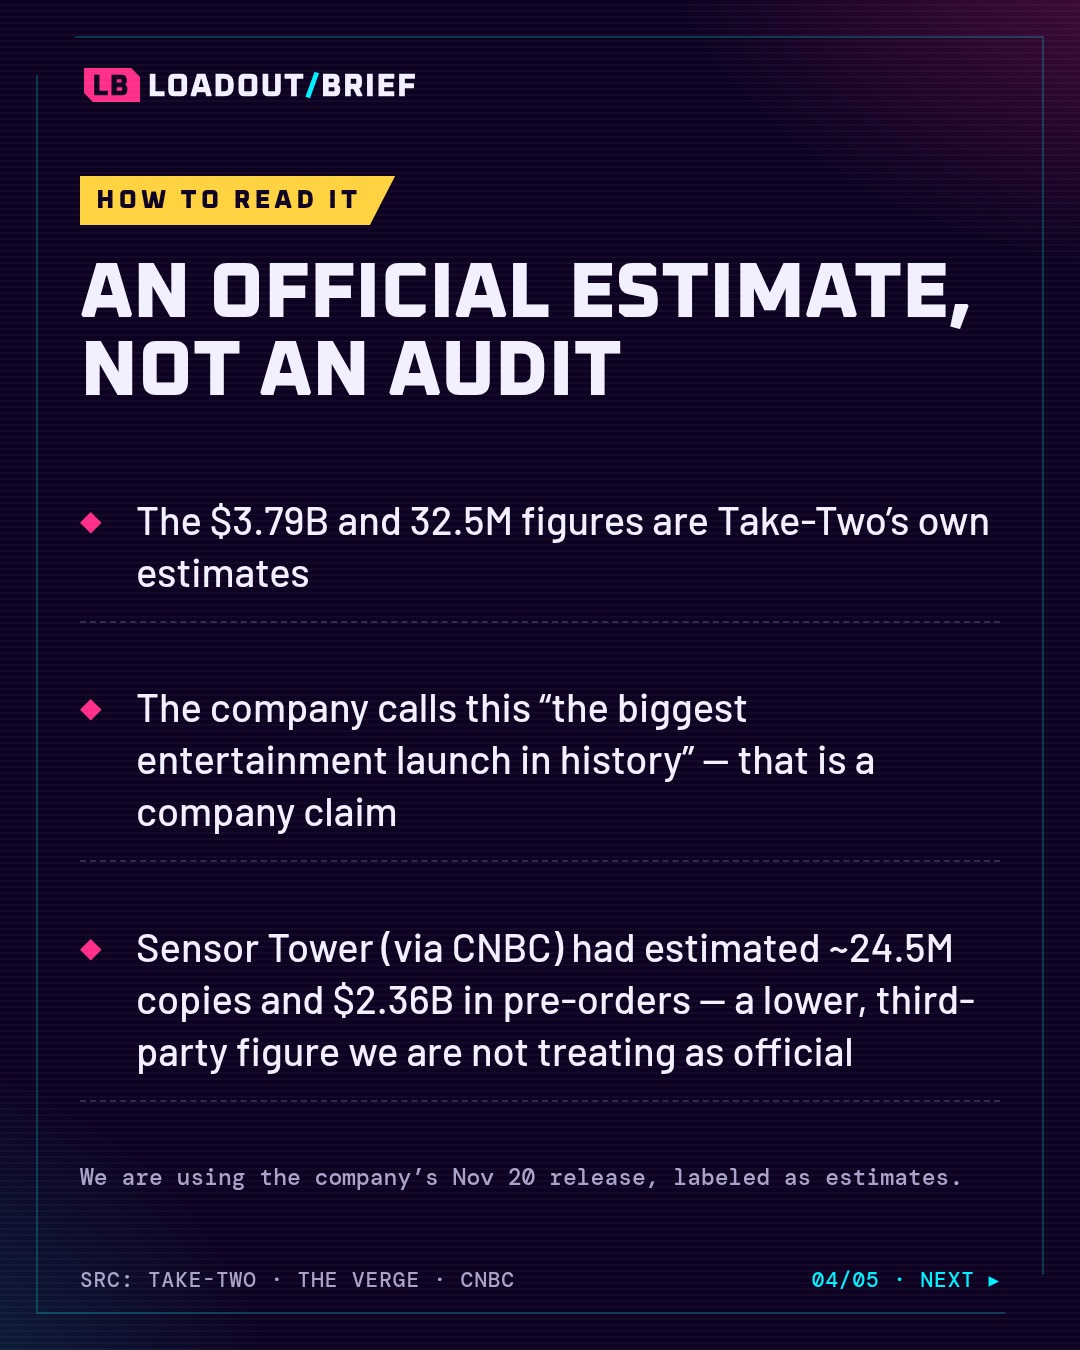 LB LOADOUT/BRIEF
HOW TO READ IT
AN OFFICIAL ESTIMATE,
NOT AN AUDIT
The $3.79B and 32.5M figures are Take-Two’s own
estimates
The company calls this “the biggest
entertainment launch in history” — that is a
company claim
Sensor Tower (via CNBC) had estimated ~24.5M
copies and $2.36B in pre-orders — a lower, third-
party figure we are not treating as official
We are using the company’s Nov 20 release, labeled as estimates.
SRC: TAKE-TWO · THE VERGE · CNBC
04/05 · NEXT ▸